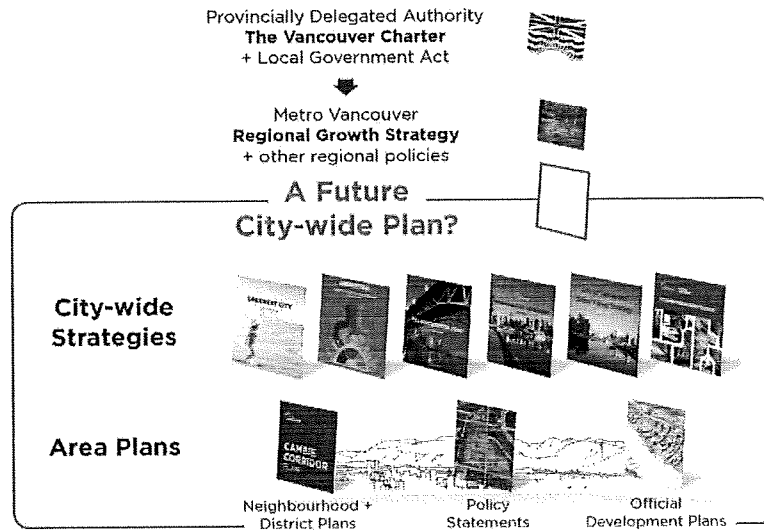 Provincially Delegated Authority
The Vancouver Charter
+ Local Government Act
Metro Vancouver
Regional Growth Strategy
+ other regional policies
A Future
City-wide Plan?
City-wide
Strategies
GREENEST CITY
Area Plans
CAMBIE
CORRIDOR
Neighbourhood +
District Plans
Policy
Statements
Official
Development Plans